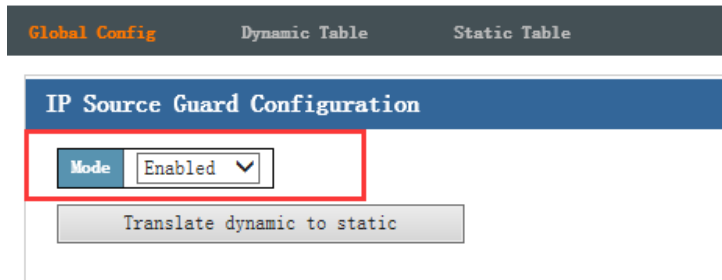 Global Config Dynamic Table Static Table
IP Source Guard Configuration
Mode Enabled
Translate dynamic to static